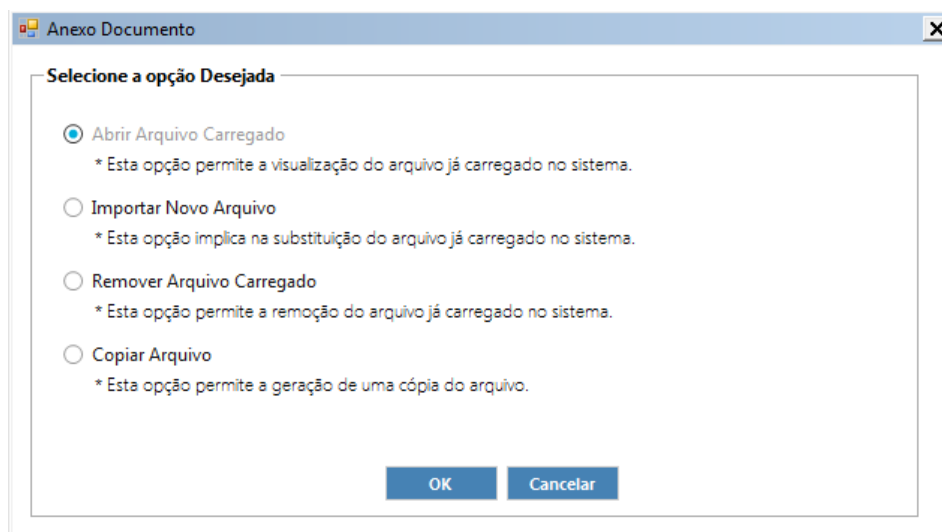 Anexo Documento
Selecione a opção Desejada
Abrir Arquivo Carregado
* Esta opção permite a visualização do arquivo já carregado no sistema.
Importar Novo Arquivo
* Esta opção implica na substituição do arquivo já carregado no sistema.
Remover Arquivo Carregado
* Esta opção permite a remoção do arquivo já carregado no sistema.
Copiar Arquivo
* Esta opção permite a geração de uma cópia do arquivo.
OK Cancelar